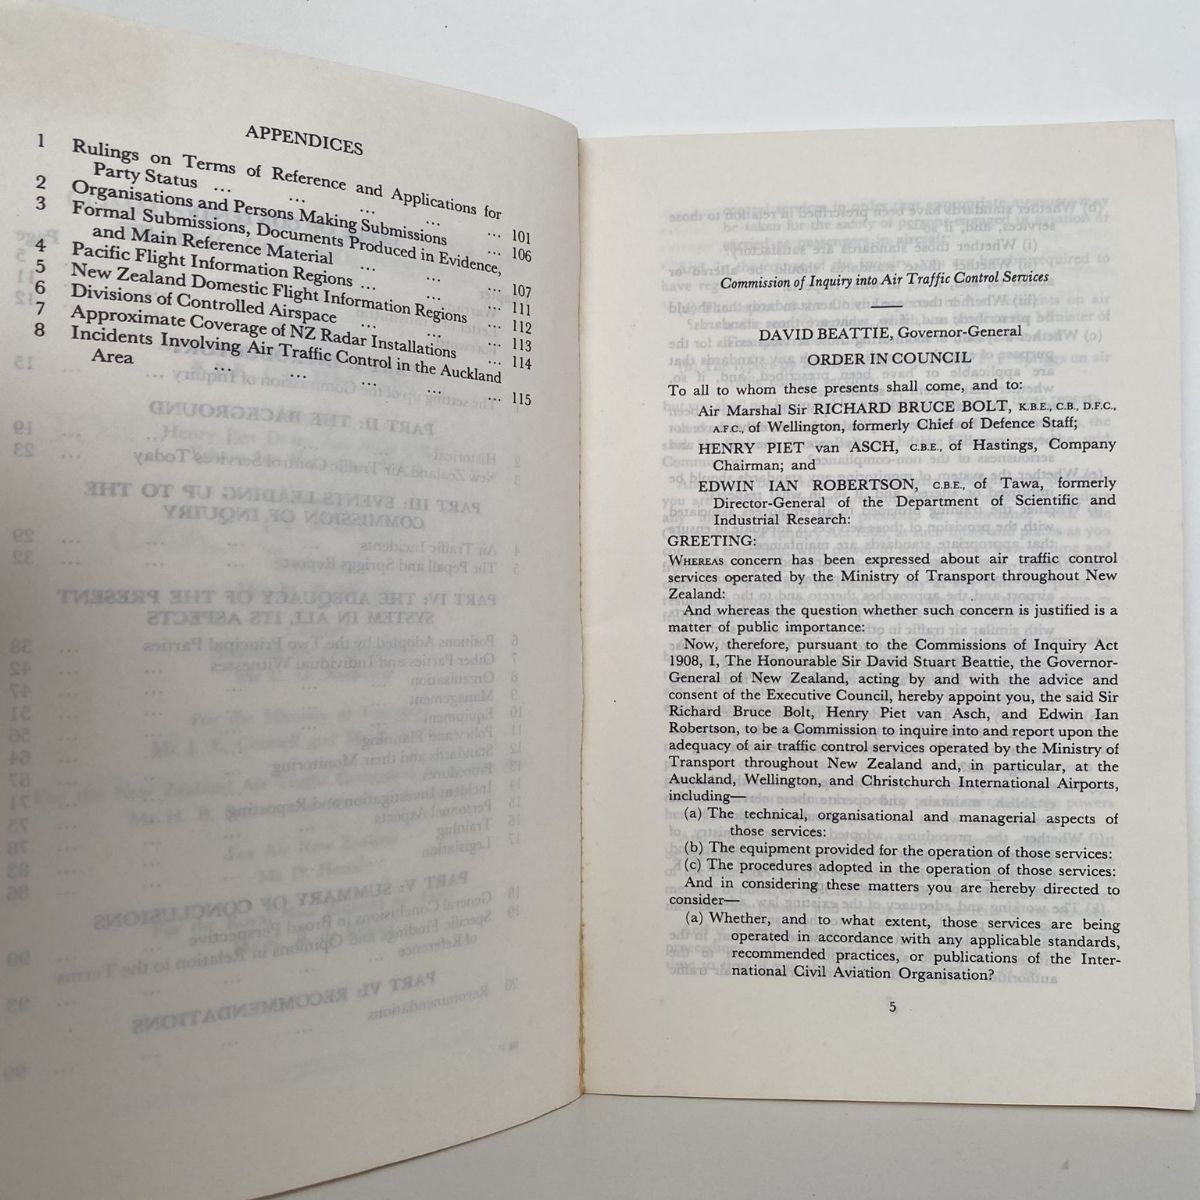 APPENDICES
1 Rulings on Terms of Reference and Applications for
Party Status ... ... ... ... ... 101
2 Organisations and Persons Making Submissions ... 106
3 Formal Submissions, Documents Produced in Evidence,
and Main Reference Material ... ... ... 107
4 Pacific Flight Information Regions ... ... ... 111
5 New Zealand Domestic Flight Information Regions ... 112
6 Divisions of Controlled Airspace ... ... ... 113
7 Approximate Coverage of NZ Radar Installations ... 114
8 Incidents Involving Air Traffic Control in the Auckland
Area ... ... ... ... ... 115
Commission of Inquiry into Air Traffic Control Services
DAVID BEATTIE, Governor-General
ORDER IN COUNCIL
To all to whom these presents shall come, and to:
Air Marshal Sir RICHARD BRUCE BOLT, K.B.E., C.B., D.F.C.,
A.F.C., of Wellington, formerly Chief of Defence Staff;
HENRY PIET van ASCH, C.B.E., of Hastings, Company
Chairman; and
EDWIN IAN ROBERTSON, C.B.E., of Tawa, formerly
Director-General of the Department of Scientific and
Industrial Research:
GREETING:
WHEREAS concern has been expressed about air traffic control
services operated by the Ministry of Transport throughout New
Zealand:
And whereas the question whether such concern is justified is a
matter of public importance:
Now, therefore, pursuant to the Commissions of Inquiry Act
1908, I, The Honourable Sir David Stuart Beattie, the Governor-
General of New Zealand, acting by and with the advice and
consent of the Executive Council, hereby appoint you, the said Sir
Richard Bruce Bolt, Henry Piet van Asch, and Edwin Ian
Robertson, to be a Commission to inquire into and report upon the
adequacy of air traffic control services operated by the Ministry of
Transport throughout New Zealand and, in particular, at the
Auckland, Wellington, and Christchurch International Airports,
including—
(a) The technical, organisational and managerial aspects of
those services:
(b) The equipment provided for the operation of those services:
(c) The procedures adopted in the operation of those services:
And in considering these matters you are hereby directed to
consider—
(a) Whether, and to what extent, those services are being
operated in accordance with any applicable standards,
recommended practices, or publications of the Inter-
national Civil Aviation Organisation?
5